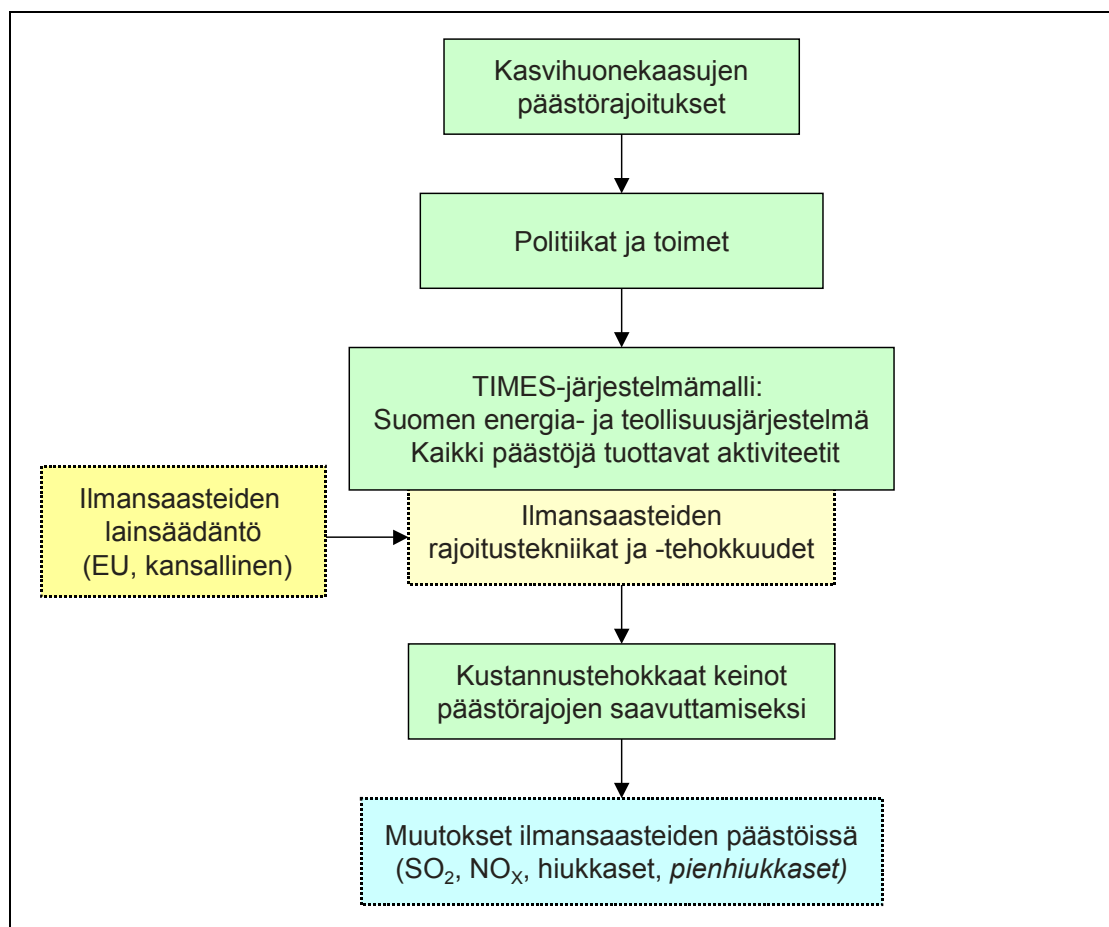 Kasvihuonekaasujen
päästörajoitukset
Politiikat ja toimet
TIMES-järjestelmämalli:
Suomen energia- ja teollisuusjärjestelmä
Kaikki päästöjä tuottavat aktiviteetit
Ilmansaasteiden
lainsäädäntö
(EU, kansallinen)
Ilmansaasteiden
rajoitustekniikat ja -tehokkuudet
Kustannustehokkaat keinot
päästörajojen saavuttamiseksi
Muutokset ilmansaasteiden päästöissä
(SO₂, NOX, hiukkaset, pienhiukkaset)